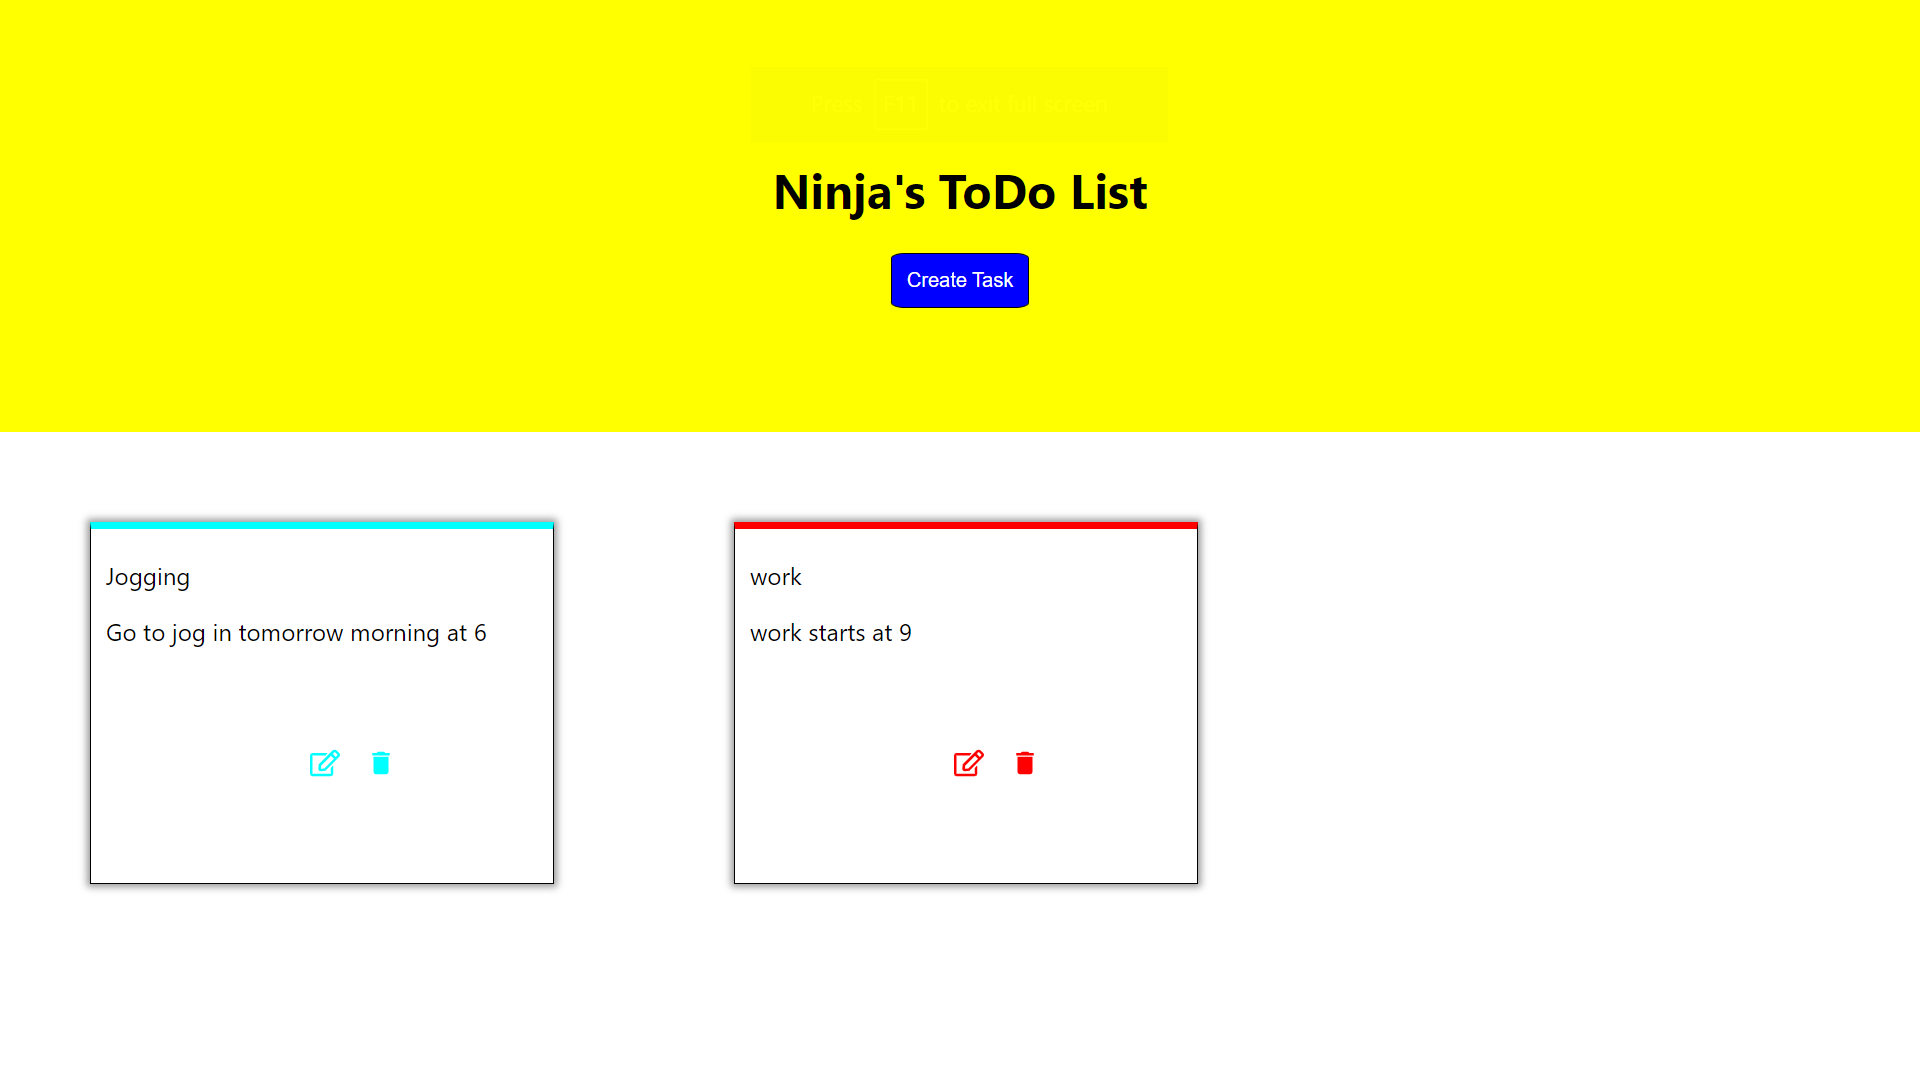 Press F11 to exit full screen
Ninja's ToDo List
Create Task
Jogging
Go to jog in tomorrow morning at 6
work
work starts at 9